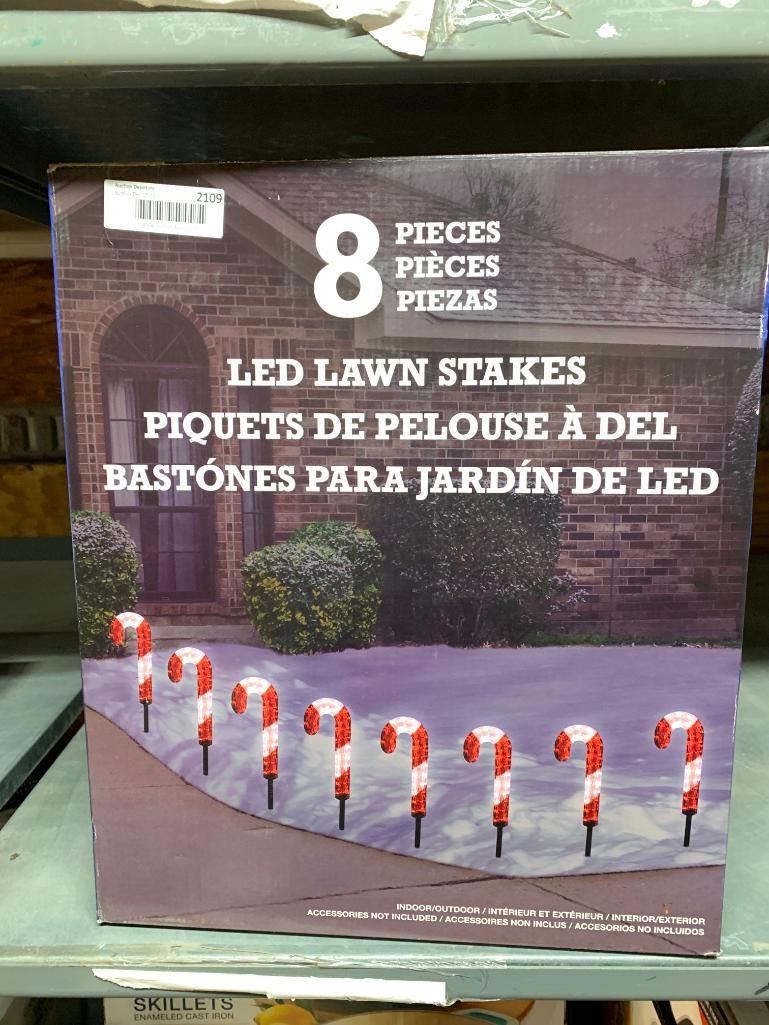 2109
8 PIECES
PIÈCES
PIEZAS
LED LAWN STAKES
PIQUETS DE PELOUSE À DEL
BASTÓNES PARA JARDÍN DE LED
INDOOR/OUTDOOR / INTÉRIEUR ET EXTÉRIEUR / INTERIOR/EXTERIOR
ACCESSORIES NOT INCLUDED / ACCESSOIRES NON INCLUS / ACCESORIOS NO INCLUIDOS
SKILLETS
ENAMELED CAST IRON